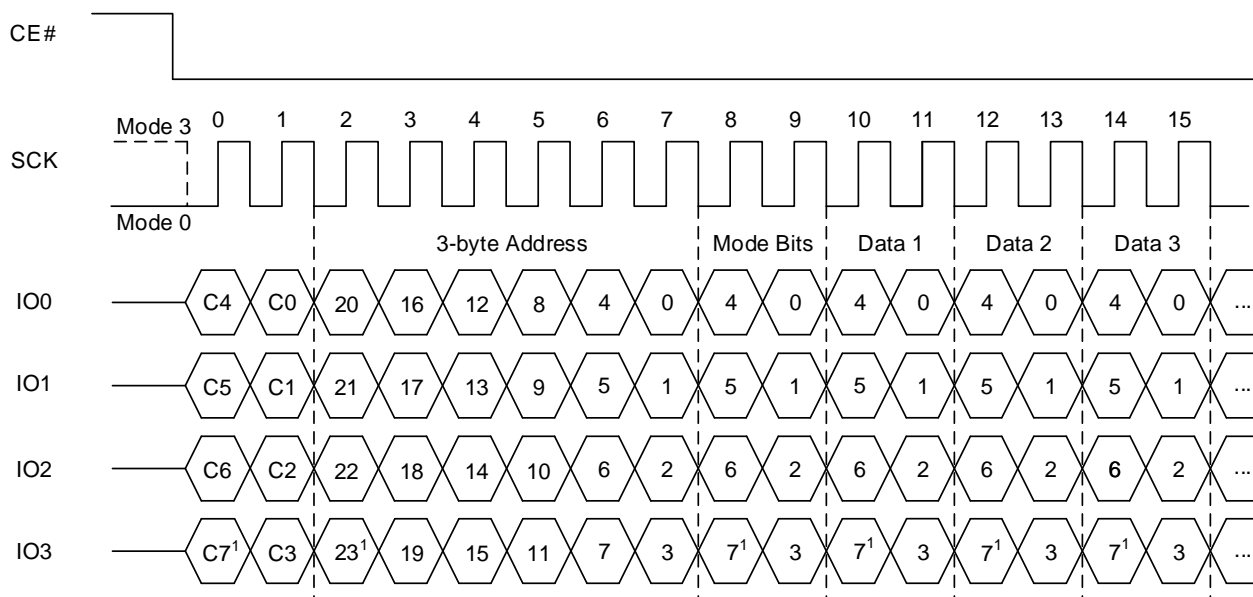 CE#
Mode 3 0 1 2 3 4 5 6 7 8 9 10 11 12 13 14 15
SCK
Mode 0
3-byte Address Mode Bits Data 1 Data 2 Data 3
IO0 C4 C0 20 16 12 8 4 0 4 0 4 0 4 0 4 0 ...
IO1 C5 C1 21 17 13 9 5 1 5 1 5 1 5 1 5 1 ...
IO2 C6 C2 22 18 14 10 6 2 6 2 6 2 6 2 6 2 ...
IO3 C7¹ C3 23¹ 19 15 11 7 3 7¹ 3 7¹ 3 7¹ 3 7¹ 3 ...